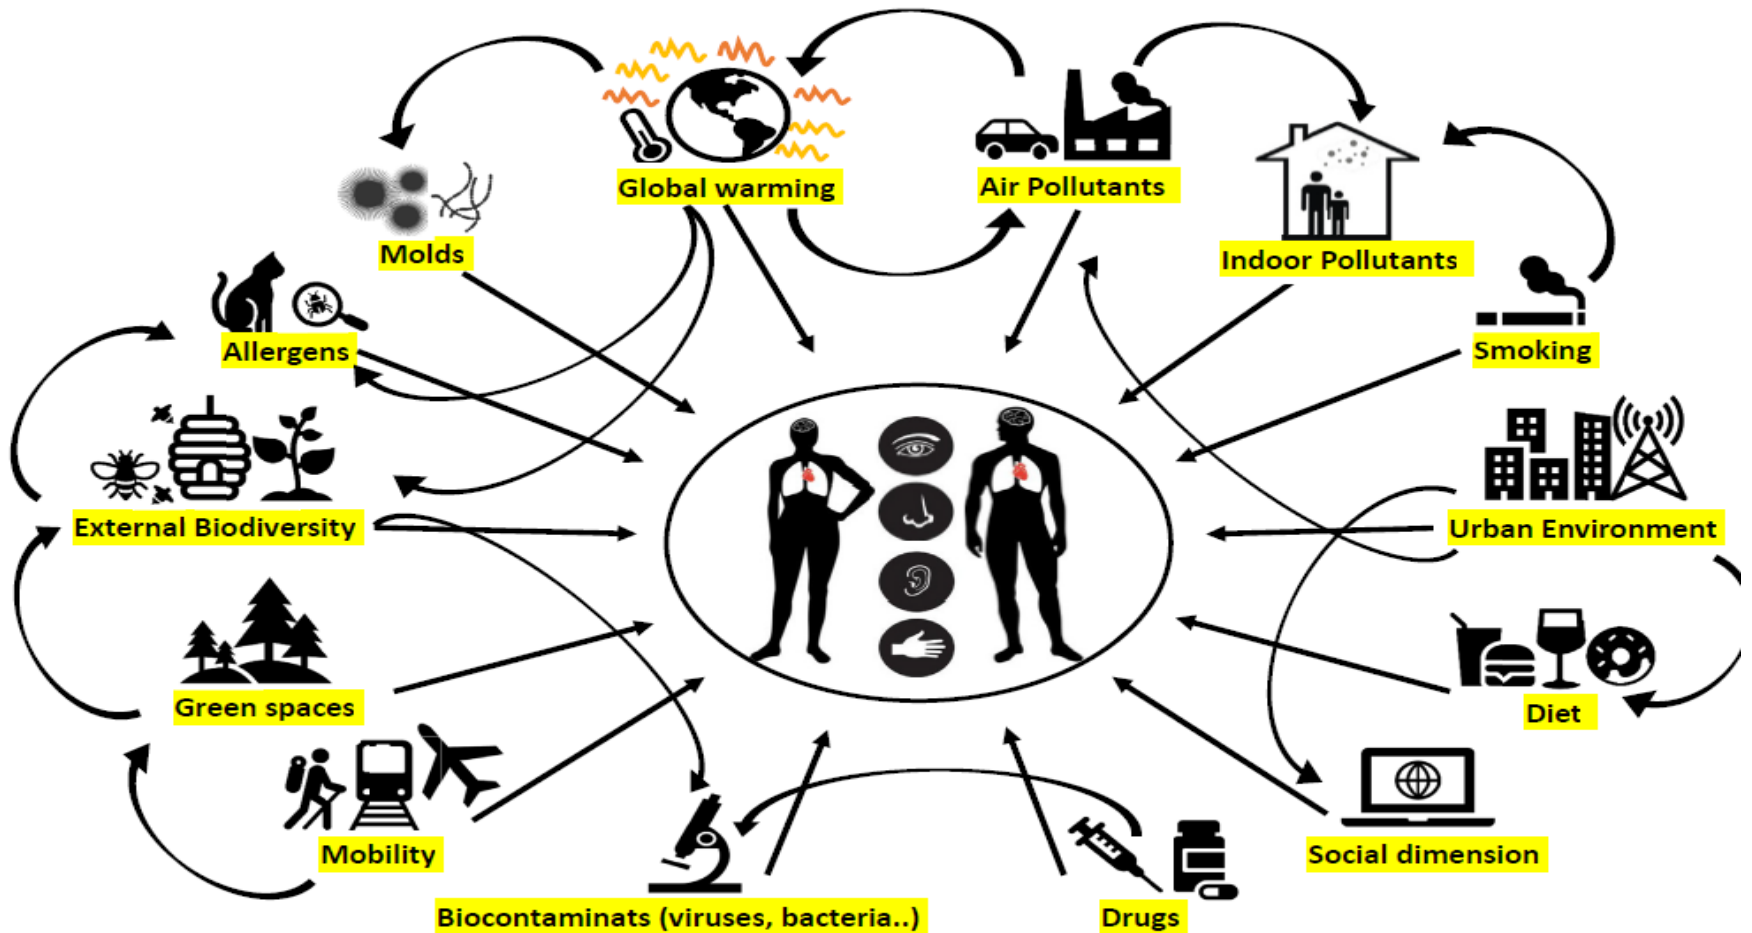 Global warming
Air Pollutants
Molds
Indoor Pollutants
Allergens
Smoking
External Biodiversity
Urban Environment
Green spaces
Diet
Mobility
Social dimension
Biocontaminats (viruses, bacteria..)
Drugs